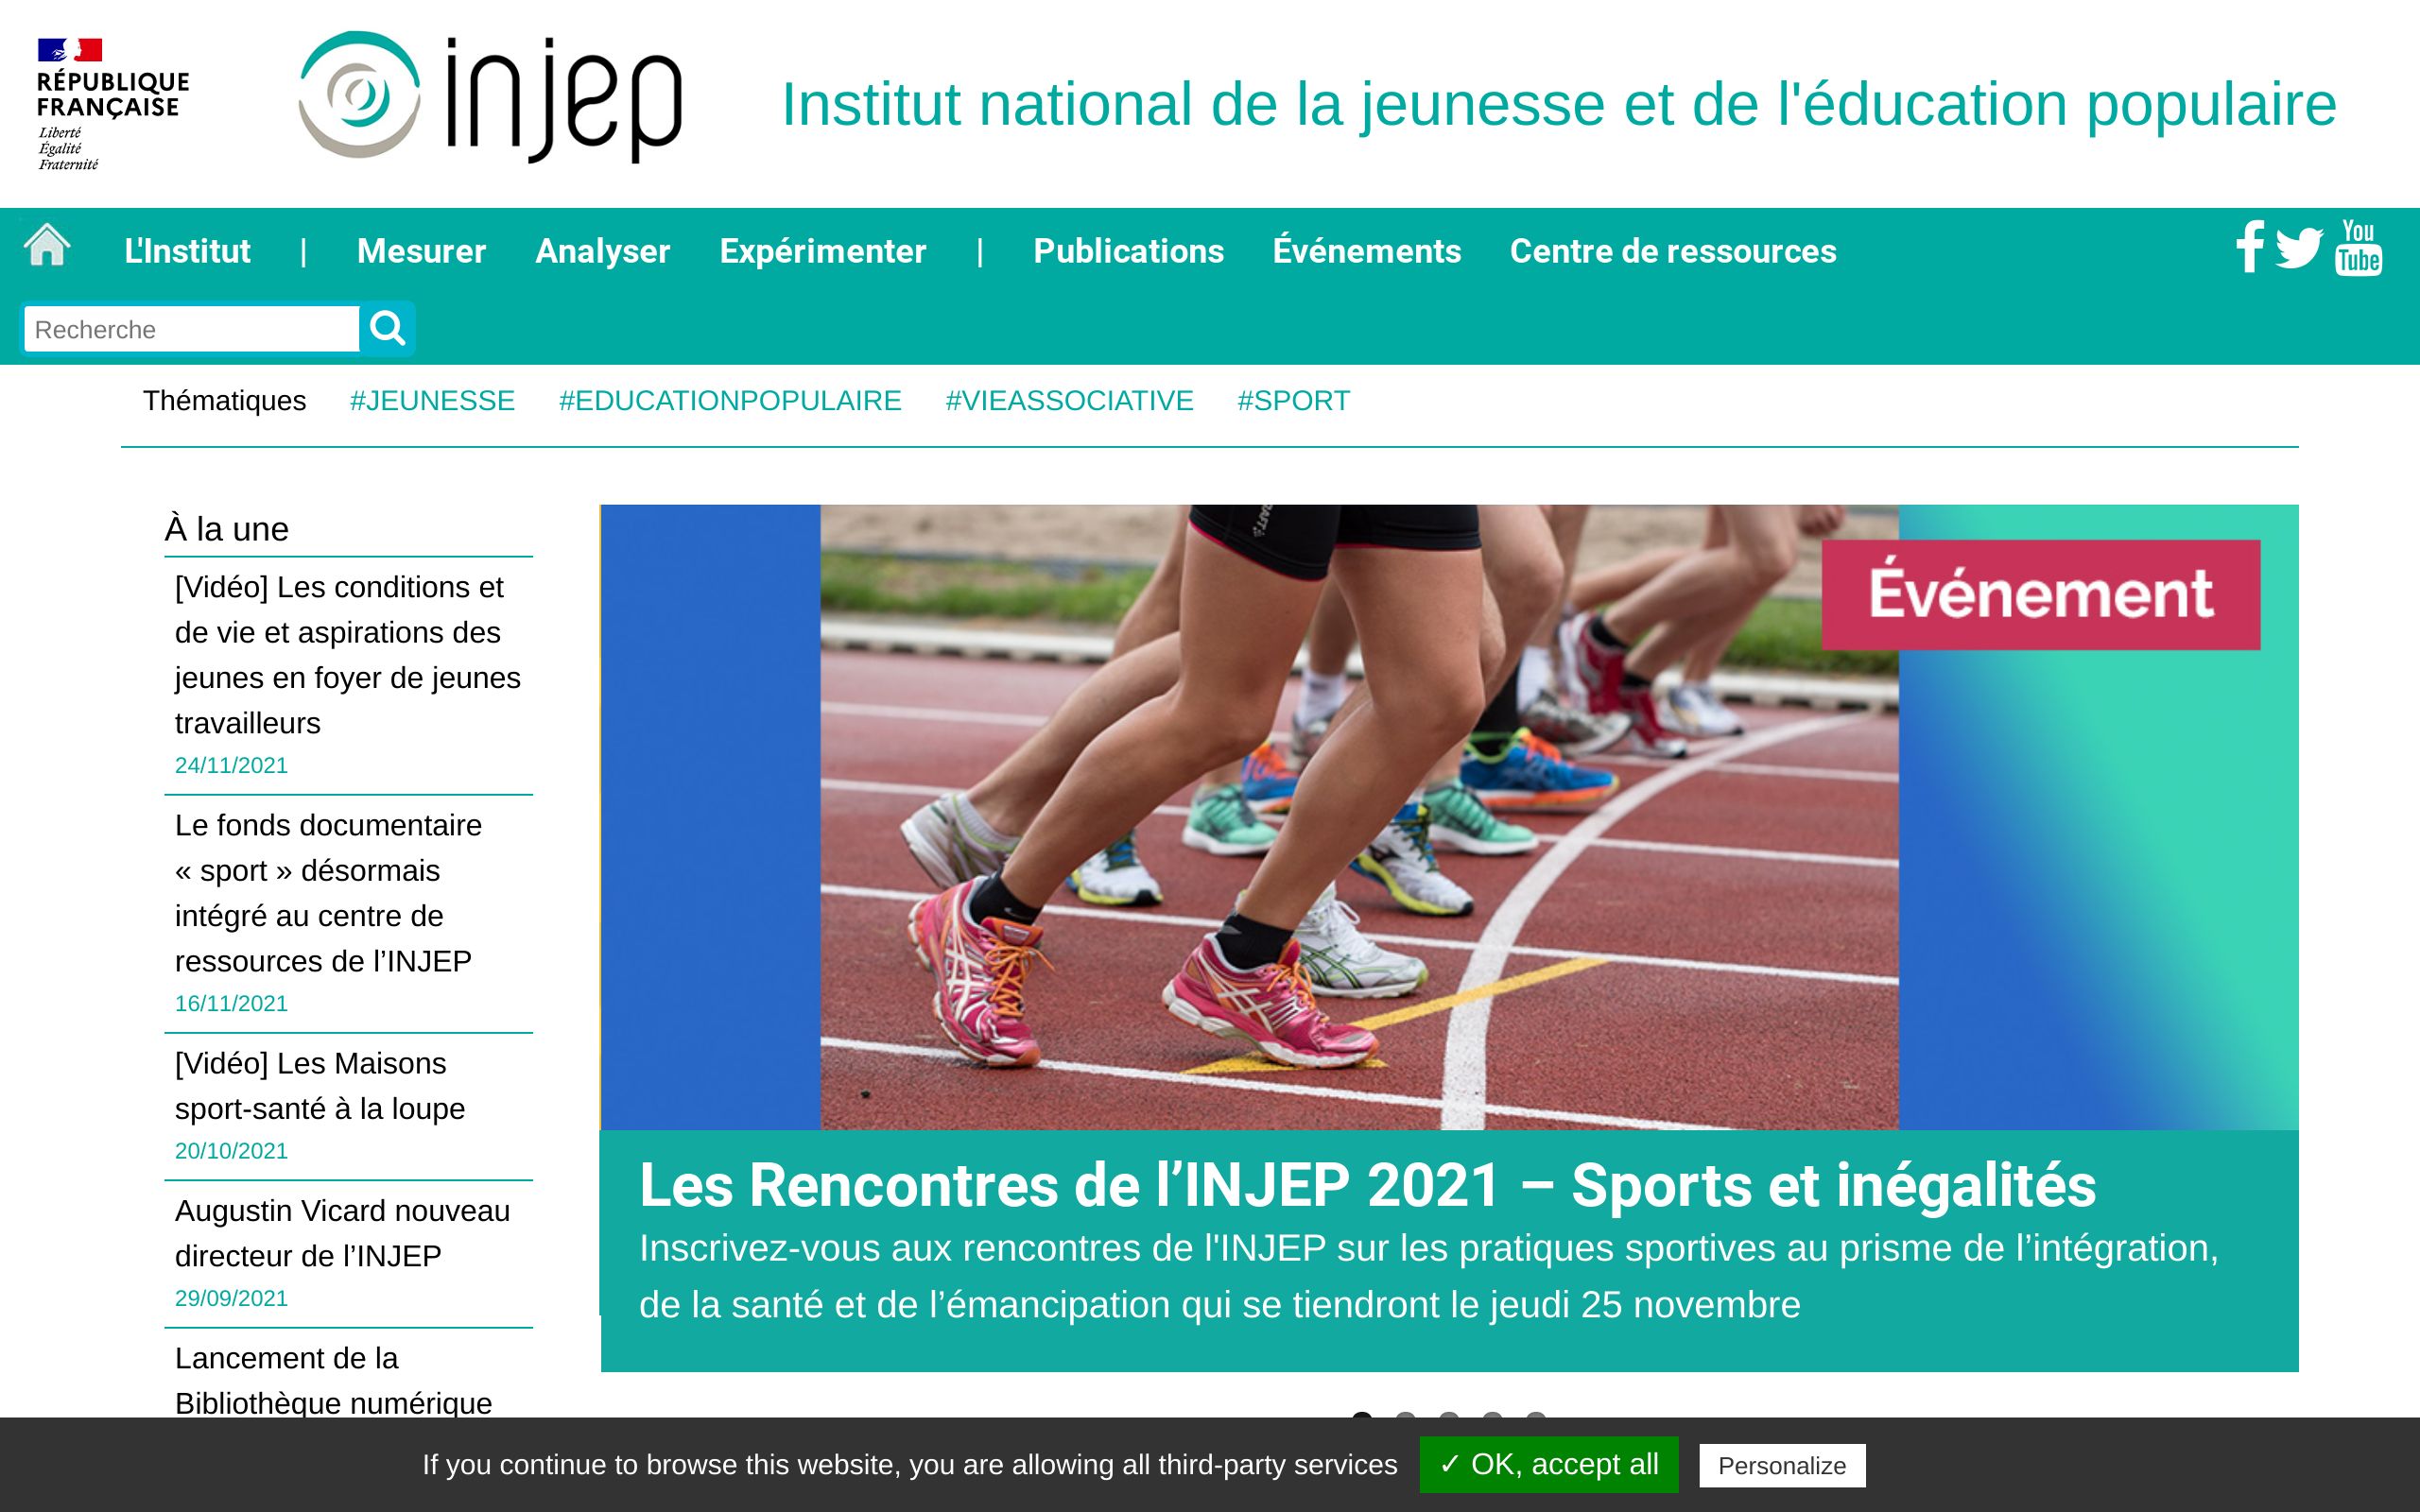 RÉPUBLIQUE
FRANÇAISE
Liberté
Égalité
Fraternité
injep
Institut national de la jeunesse et de l'éducation populaire
L'Institut | Mesurer Analyser Expérimenter | Publications Événements Centre de ressources
You
Tube
Recherche
Thématiques #JEUNESSE #EDUCATIONPOPULAIRE #VIEASSOCIATIVE #SPORT
À la une
[Vidéo] Les conditions et
de vie et aspirations des
jeunes en foyer de jeunes
travailleurs
24/11/2021
Le fonds documentaire
« sport » désormais
intégré au centre de
ressources de l’INJEP
16/11/2021
[Vidéo] Les Maisons
sport-santé à la loupe
20/10/2021
Augustin Vicard nouveau
directeur de l’INJEP
29/09/2021
Lancement de la
Bibliothèque numérique
Événement
Les Rencontres de l’INJEP 2021 – Sports et inégalités
Inscrivez-vous aux rencontres de l'INJEP sur les pratiques sportives au prisme de l’intégration,
de la santé et de l’émancipation qui se tiendront le jeudi 25 novembre
If you continue to browse this website, you are allowing all third-party services
✓ OK, accept all
Personalize